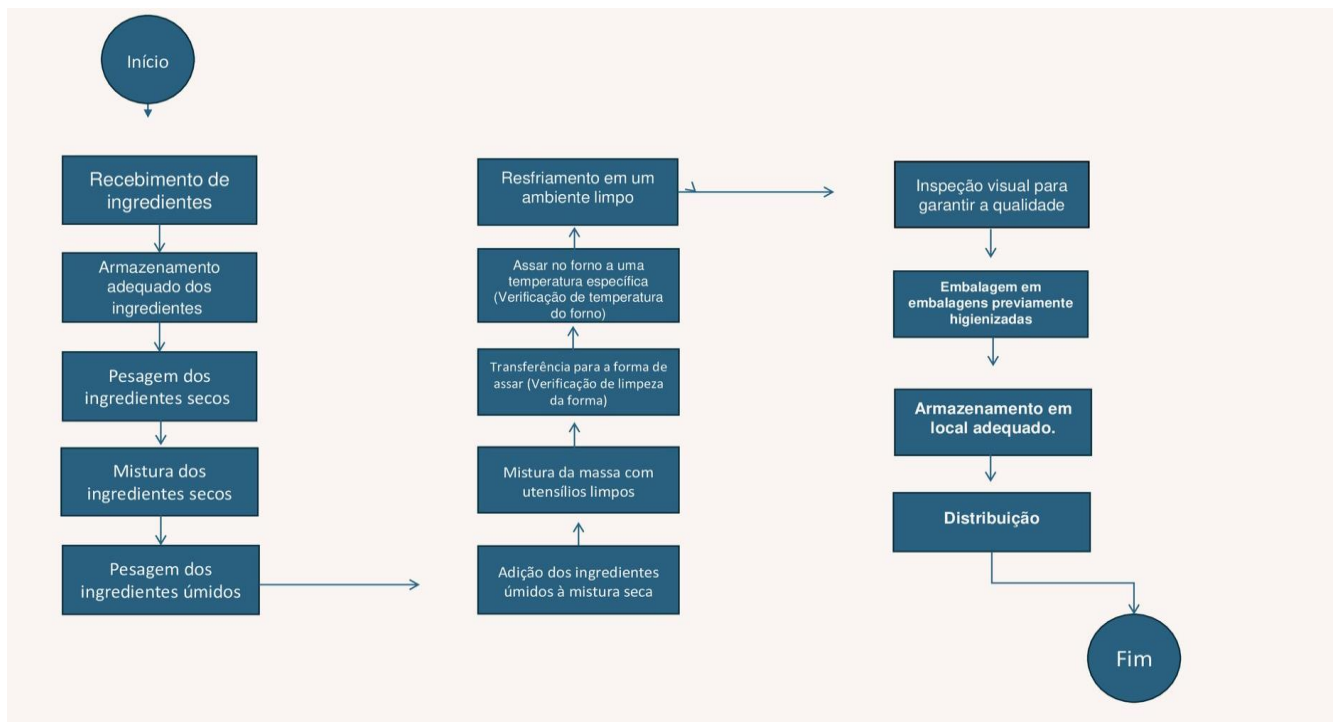 Início
Recebimento de
ingredientes
Armazenamento
adequado dos
ingredientes
Pesagem dos
ingredientes secos
Mistura dos
ingredientes secos
Pesagem dos
ingredientes úmidos
Adição dos ingredientes
úmidos à mistura seca
Mistura da massa com
utensílios limpos
Transferência para a forma de
assar (Verificação de limpeza
da forma)
Assar no forno a uma
temperatura específica
(Verificação de temperatura
do forno)
Resfriamento em um
ambiente limpo
Inspeção visual para
garantir a qualidade
Embalagem em
embalagens previamente
higienizadas
Armazenamento em
local adequado.
Distribuição
Fim